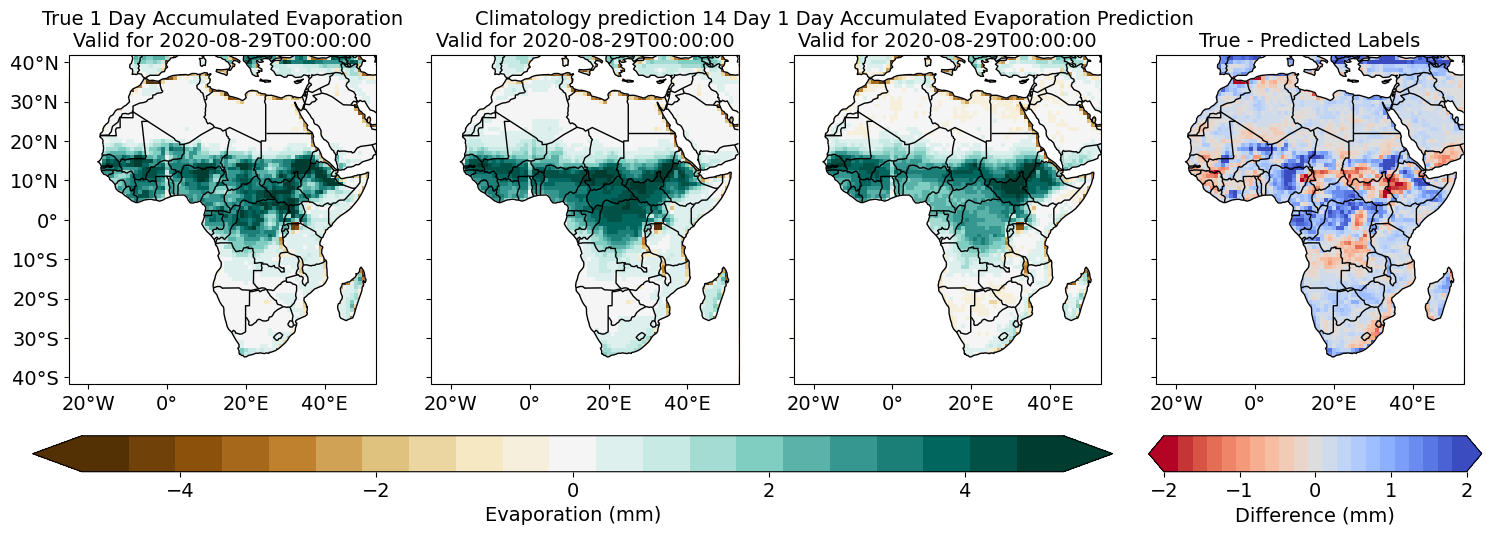 True 1 Day Accumulated Evaporation
Valid for 2020-08-29T00:00:00
Climatology prediction 14 Day 1 Day Accumulated Evaporation Prediction
Valid for 2020-08-29T00:00:00
Valid for 2020-08-29T00:00:00
True - Predicted Labels
40°N
30°N
20°N
10°N
0°
10°S
20°S
30°S
40°S
20°W 0° 20°E 40°E
20°W 0° 20°E 40°E
20°W 0° 20°E 40°E
20°W 0° 20°E 40°E
−4 −2 0 2 4
Evaporation (mm)
−2 −1 0 1 2
Difference (mm)